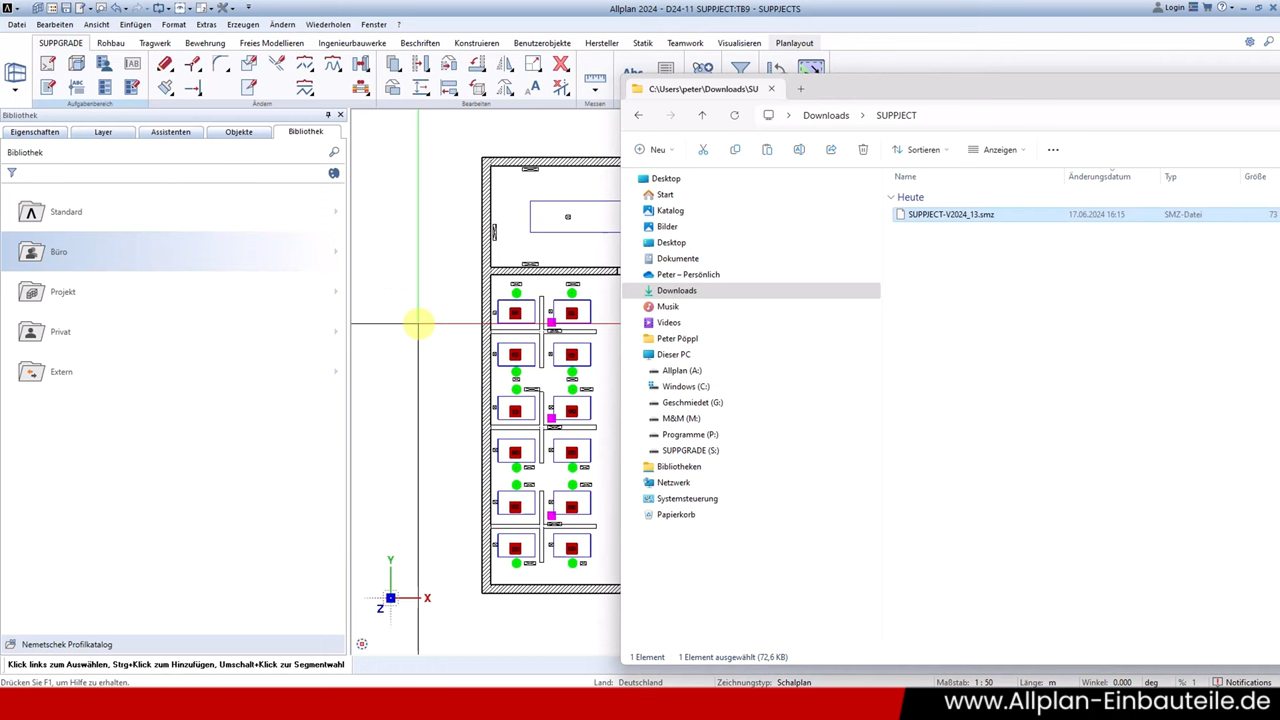 Allplan 2024 - D24-11 SUPPJECT:TB9 - SUPPJECTS
Login
Datei Bearbeiten Ansicht Einfügen Format Extras Erzeugen Ändern Wiederholen Fenster ?
SUPPGRADE Rohbau Tragwerk Bewehrung Freies Modellieren Ingenieurbauwerke Beschriften Konstruieren Benutzerobjekte Hersteller Statik Teamwork Visualisieren Planlayout
Aufgabenbereich Ändern Bearbeiten Messen
Bibliothek
Eigenschaften Layer Assistenten Objekte Bibliothek
Bibliothek
Standard
Büro
Projekt
Privat
Extern
Nemetschek Profilkatalog
Klick links zum Auswählen, Strg+Klick zum Hinzufügen, Umschalt+Klick zur Segmentwahl
Drücken Sie F1, um Hilfe zu erhalten.
Y
X
Z
C:\Users\peter\Downloads\SU
Downloads > SUPPJECT
Neu Sortieren Anzeigen
Name Änderungsdatum Typ Größe
Heute
SUPPJECT-V2024_13.smz 17.06.2024 16:15 SMZ-Datei 73
Desktop
Start
Katalog
Bilder
Desktop
Dokumente
Peter – Persönlich
Downloads
Musik
Videos
Peter Pöppl
Dieser PC
Allplan (A:)
Windows (C:)
Geschmiedet (G:)
M&M (M:)
Programme (P:)
SUPPGRADE (S:)
Bibliotheken
Netzwerk
Systemsteuerung
Papierkorb
1 Element 1 Element ausgewählt (72,6 KB)
Land: Deutschland Zeichnungstyp: Schalplan Maßstab: 1 : 50 Länge: m Winkel: 0.000 deg %: 1 Notifications
www.Allplan-Einbauteile.de